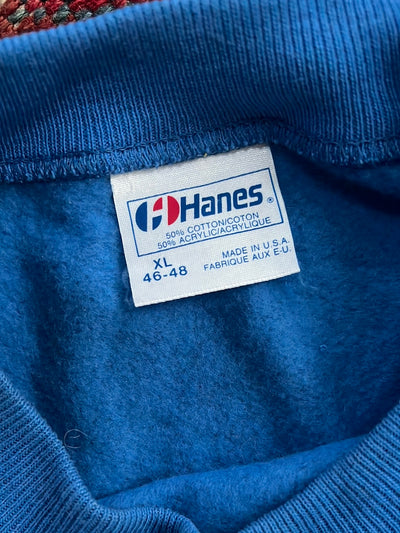 Hanes®
50% COTTON/COTON
50% ACRYLIC/ACRYLIQUE
XL
46-48
MADE IN U.S.A.
FABRIQUE AUX E-U.